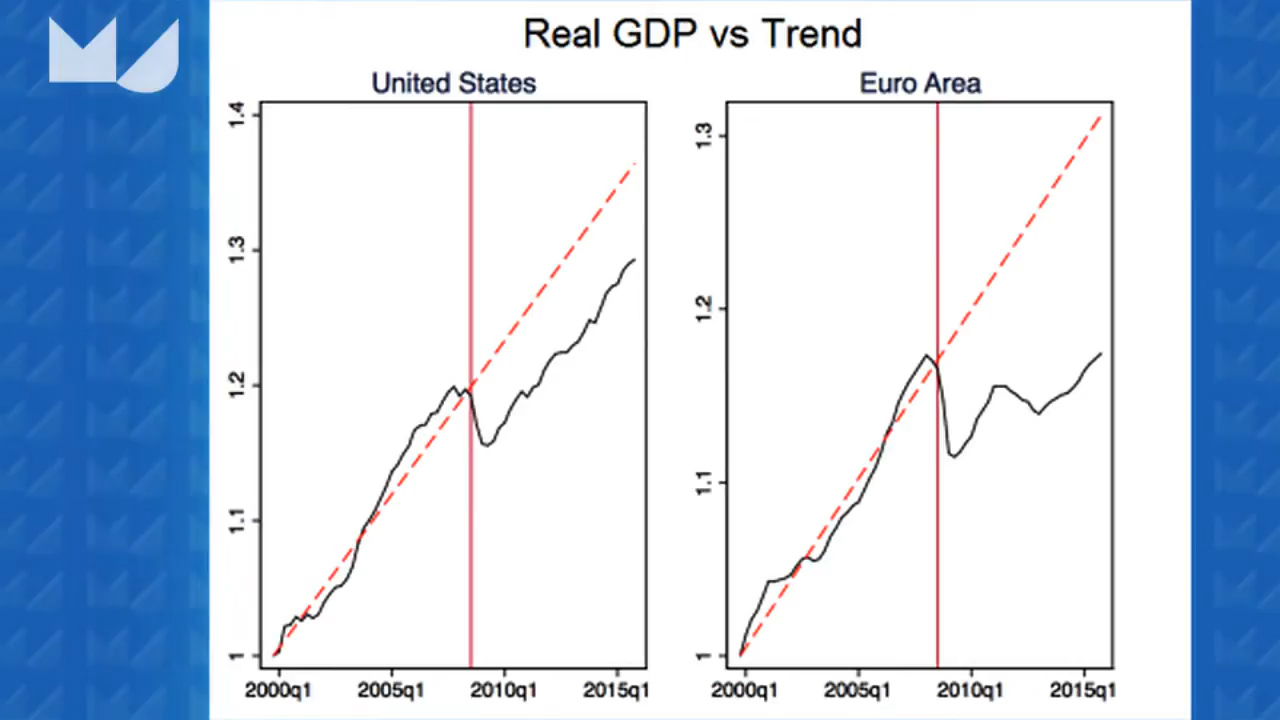 Real GDP vs Trend
United States
1.4
1.3
1.2
1.1
1
2000q1 2005q1 2010q1 2015q1
Euro Area
1.3
1.2
1.1
1
2000q1 2005q1 2010q1 2015q1